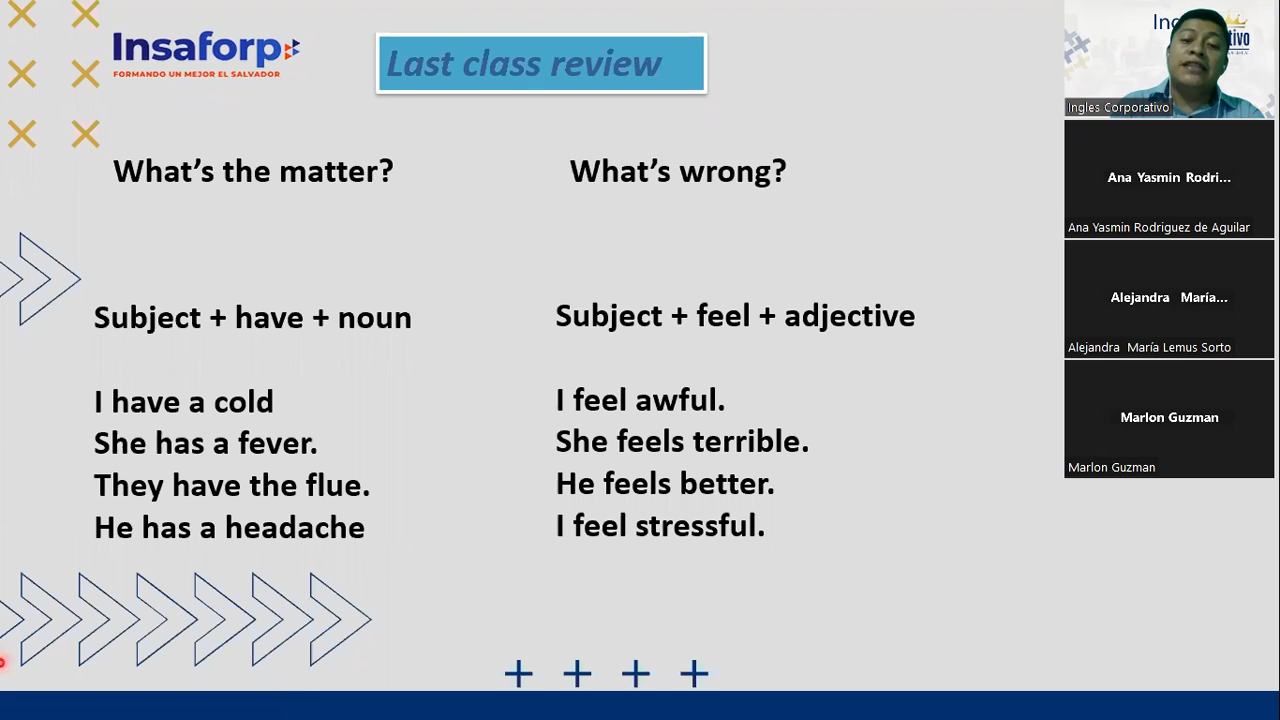 Insaforp
FORMANDO UN MEJOR EL SALVADOR
Last class review
What's the matter?
What's wrong?
Subject + have + noun
I have a cold
She has a fever.
They have the flue.
He has a headache
Subject + feel + adjective
I feel awful.
She feels terrible.
He feels better.
I feel stressful.
Ingles Corporativo
Ana Yasmin Rodri...
Ana Yasmin Rodriguez de Aguilar
Alejandra María...
Alejandra María Lemus Sorto
Marlon Guzman
Marlon Guzman